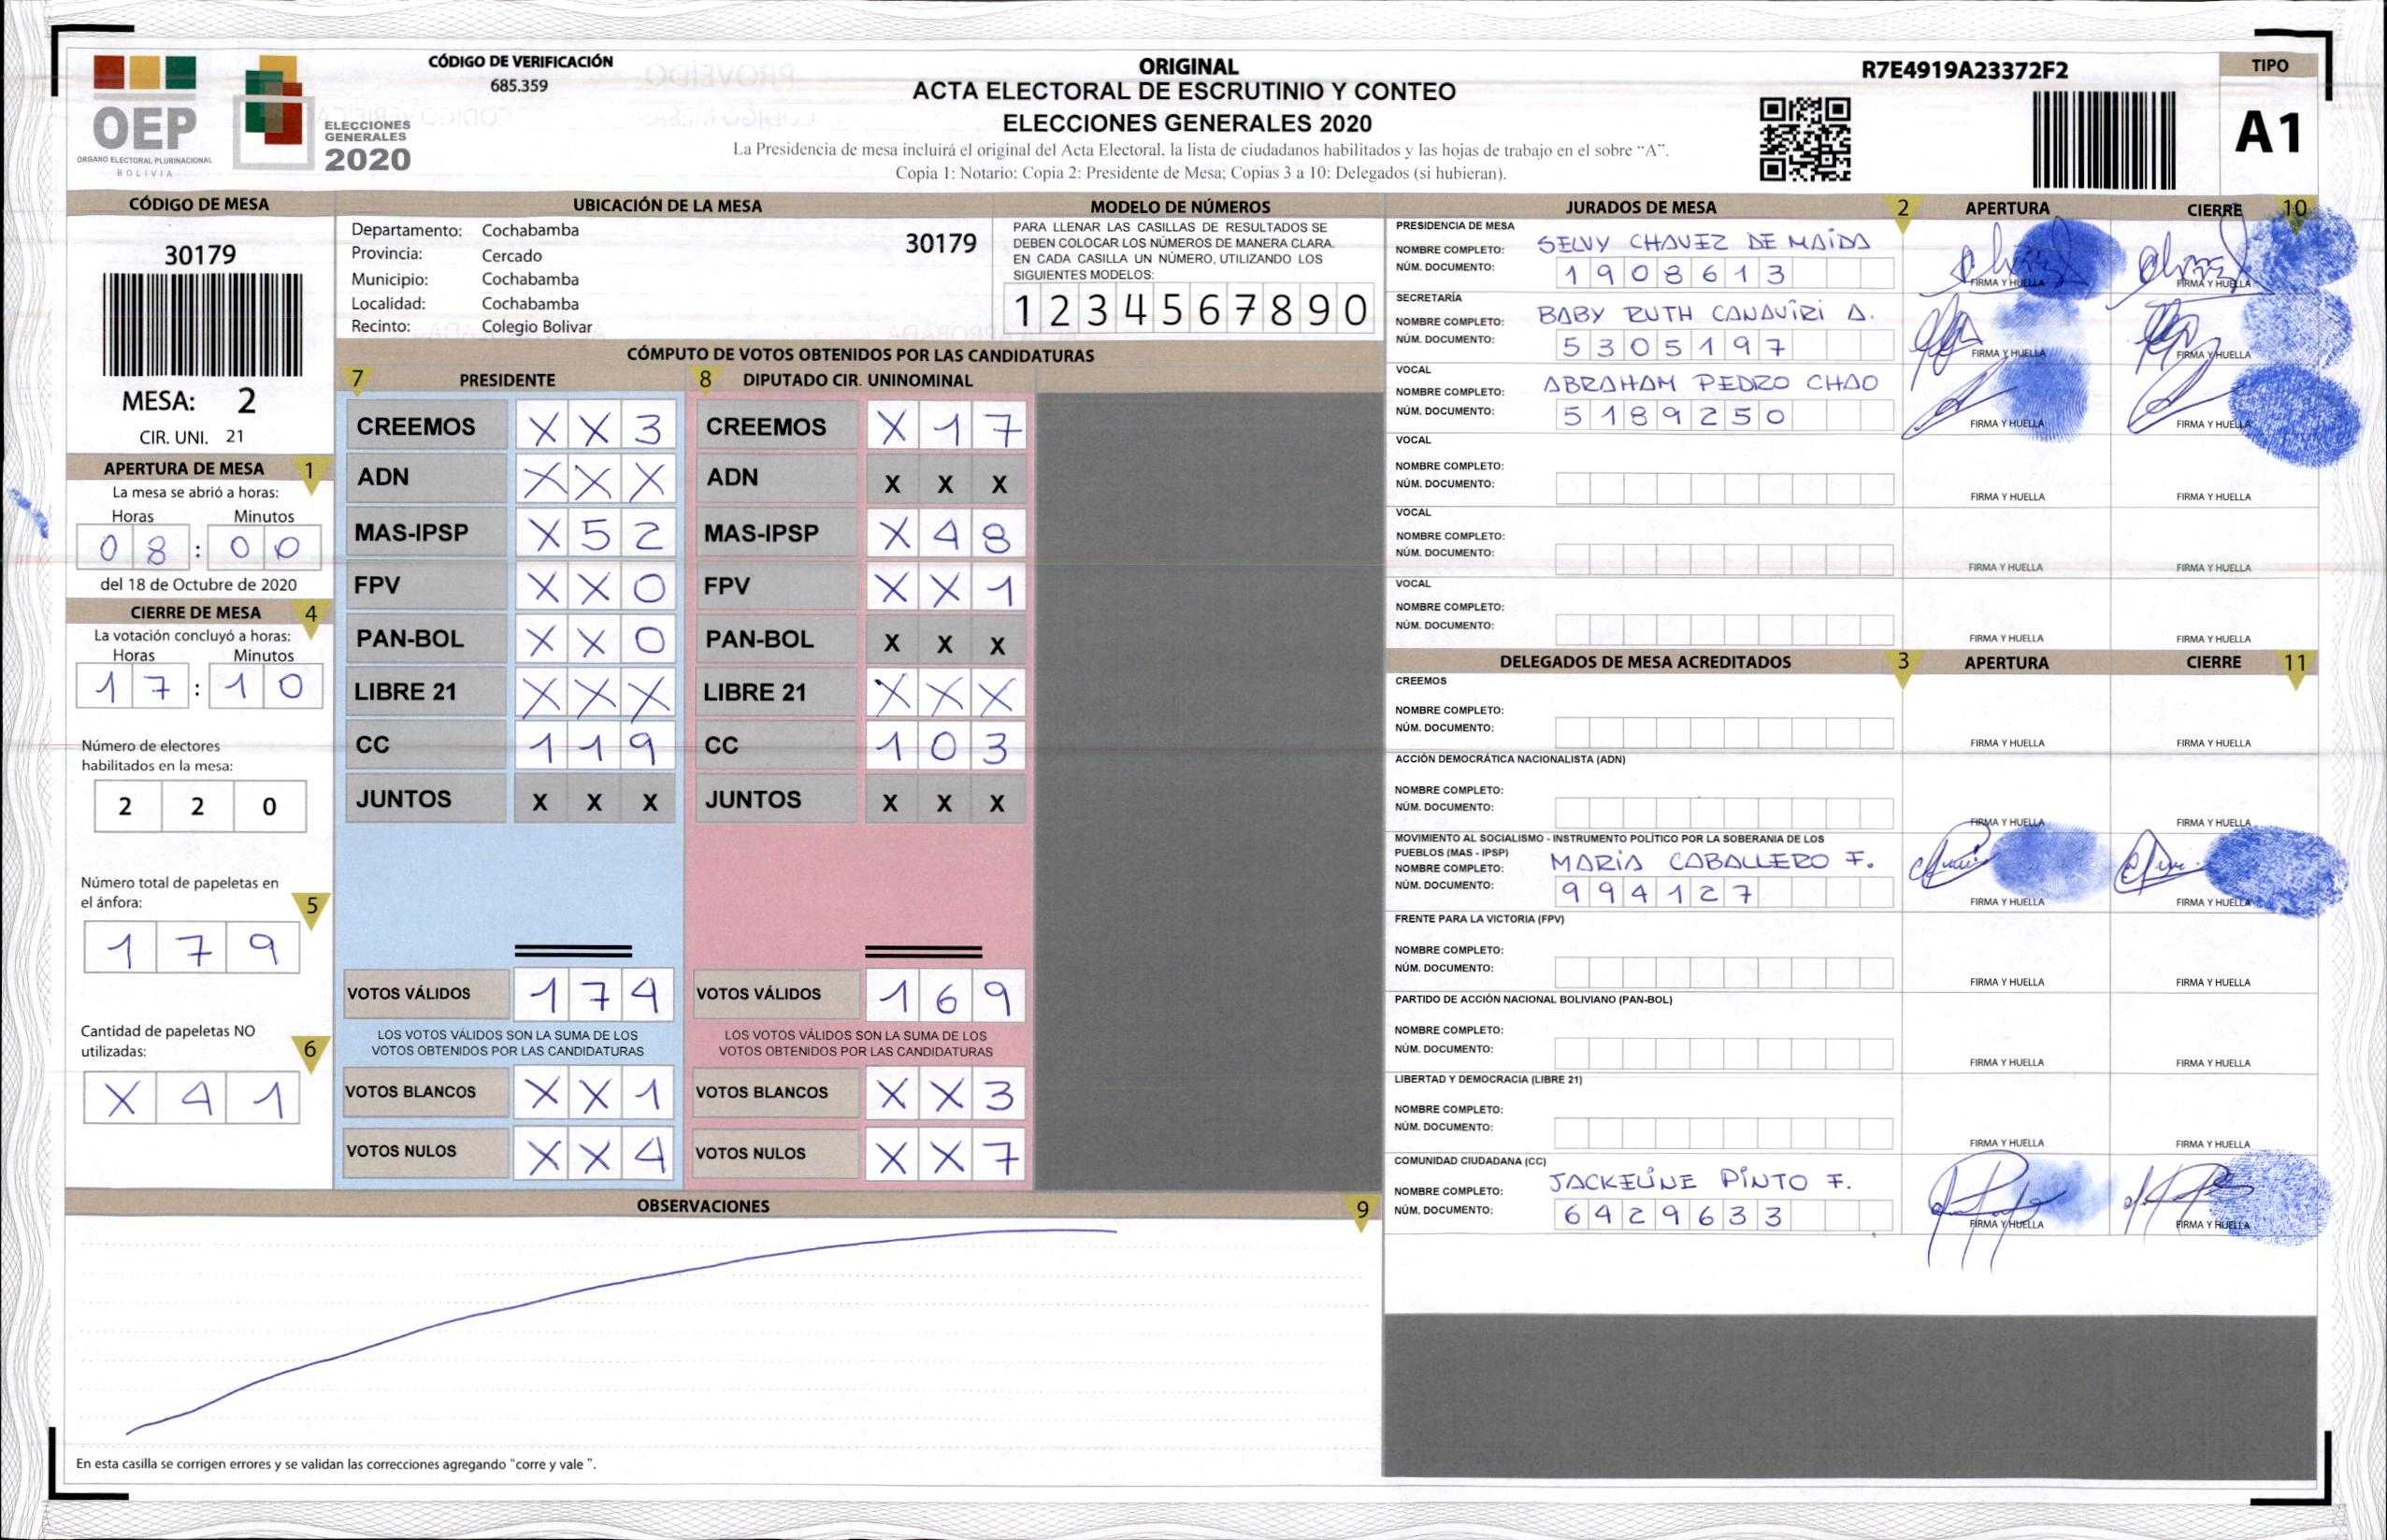 OEP
ÓRGANO ELECTORAL PLURINACIONAL
BOLIVIA
ELECCIONES
GENERALES
2020
CÓDIGO DE VERIFICACIÓN
685.359
ORIGINAL
ACTA ELECTORAL DE ESCRUTINIO Y CONTEO
ELECCIONES GENERALES 2020
La Presidencia de mesa incluirá el original del Acta Electoral, la lista de ciudadanos habilitados y las hojas de trabajo en el sobre “A”.
Copia 1: Notario: Copia 2: Presidente de Mesa; Copias 3 a 10: Delegados (si hubieran).
R7E4919A23372F2
TIPO
A1
CÓDIGO DE MESA
30179
MESA: 2
CIR. UNI. 21
APERTURA DE MESA 1
La mesa se abrió a horas:
Horas Minutos
0 8 : 0 0
del 18 de Octubre de 2020
CIERRE DE MESA 4
La votación concluyó a horas:
Horas Minutos
1 7 : 1 0
Número de electores
habilitados en la mesa:
2 2 0
Número total de papeletas en
el ánfora: 5
1 7 9
Cantidad de papeletas NO
utilizadas: 6
X 4 1
UBICACIÓN DE LA MESA
Departamento: Cochabamba 30179
Provincia: Cercado
Municipio: Cochabamba
Localidad: Cochabamba
Recinto: Colegio Bolivar
MODELO DE NÚMEROS
PARA LLENAR LAS CASILLAS DE RESULTADOS SE
DEBEN COLOCAR LOS NÚMEROS DE MANERA CLARA.
EN CADA CASILLA UN NÚMERO, UTILIZANDO LOS
SIGUIENTES MODELOS:
1 2 3 4 5 6 7 8 9 0
CÓMPUTO DE VOTOS OBTENIDOS POR LAS CANDIDATURAS
7 PRESIDENTE
CREEMOS X X 3
ADN X X X
MAS-IPSP X 5 2
FPV X X 0
PAN-BOL X X 0
LIBRE 21 X X X
CC 1 1 9
JUNTOS X X X
VOTOS VÁLIDOS 1 7 4
LOS VOTOS VÁLIDOS SON LA SUMA DE LOS
VOTOS OBTENIDOS POR LAS CANDIDATURAS
VOTOS BLANCOS X X 1
VOTOS NULOS X X 4
8 DIPUTADO CIR. UNINOMINAL
CREEMOS X 1 7
ADN X X X
MAS-IPSP X 4 8
FPV X X 1
PAN-BOL X X X
LIBRE 21 X X X
CC 1 0 3
JUNTOS X X X
VOTOS VÁLIDOS 1 6 9
LOS VOTOS VÁLIDOS SON LA SUMA DE LOS
VOTOS OBTENIDOS POR LAS CANDIDATURAS
VOTOS BLANCOS X X 3
VOTOS NULOS X X 7
OBSERVACIONES 9
En esta casilla se corrigen errores y se validan las correcciones agregando “corre y vale ”.
JURADOS DE MESA 2 APERTURA CIERRE 10
PRESIDENCIA DE MESA
NOMBRE COMPLETO: SELVY CHAVEZ DE MAIDA
NÚM. DOCUMENTO: 1 9 0 8 6 1 3
FIRMA Y HUELLA FIRMA Y HUELLA
SECRETARÍA
NOMBRE COMPLETO: BABY RUTH CANAVIRI A.
NÚM. DOCUMENTO: 5 3 0 5 1 9 7
FIRMA Y HUELLA FIRMA Y HUELLA
VOCAL
NOMBRE COMPLETO: ABRAHAM PEDRO CHAO
NÚM. DOCUMENTO: 5 1 8 9 2 5 0
FIRMA Y HUELLA FIRMA Y HUELLA
VOCAL
NOMBRE COMPLETO:
NÚM. DOCUMENTO:
FIRMA Y HUELLA FIRMA Y HUELLA
VOCAL
NOMBRE COMPLETO:
NÚM. DOCUMENTO:
FIRMA Y HUELLA FIRMA Y HUELLA
VOCAL
NOMBRE COMPLETO:
NÚM. DOCUMENTO:
FIRMA Y HUELLA FIRMA Y HUELLA
DELEGADOS DE MESA ACREDITADOS 3 APERTURA CIERRE 11
CREEMOS
NOMBRE COMPLETO:
NÚM. DOCUMENTO:
FIRMA Y HUELLA FIRMA Y HUELLA
ACCIÓN DEMOCRÁTICA NACIONALISTA (ADN)
NOMBRE COMPLETO:
NÚM. DOCUMENTO:
FIRMA Y HUELLA FIRMA Y HUELLA
MOVIMIENTO AL SOCIALISMO - INSTRUMENTO POLÍTICO POR LA SOBERANIA DE LOS
PUEBLOS (MAS - IPSP)
NOMBRE COMPLETO: MARIA CABALLERO F.
NÚM. DOCUMENTO: 9 9 4 1 2 7
FIRMA Y HUELLA FIRMA Y HUELLA
FRENTE PARA LA VICTORIA (FPV)
NOMBRE COMPLETO:
NÚM. DOCUMENTO:
FIRMA Y HUELLA FIRMA Y HUELLA
PARTIDO DE ACCIÓN NACIONAL BOLIVIANO (PAN-BOL)
NOMBRE COMPLETO:
NÚM. DOCUMENTO:
FIRMA Y HUELLA FIRMA Y HUELLA
LIBERTAD Y DEMOCRACIA (LIBRE 21)
NOMBRE COMPLETO:
NÚM. DOCUMENTO:
FIRMA Y HUELLA FIRMA Y HUELLA
COMUNIDAD CIUDADANA (CC)
NOMBRE COMPLETO: JACKELINE PINTO F.
NÚM. DOCUMENTO: 6 4 2 9 6 3 3
FIRMA Y HUELLA FIRMA Y HUELLA